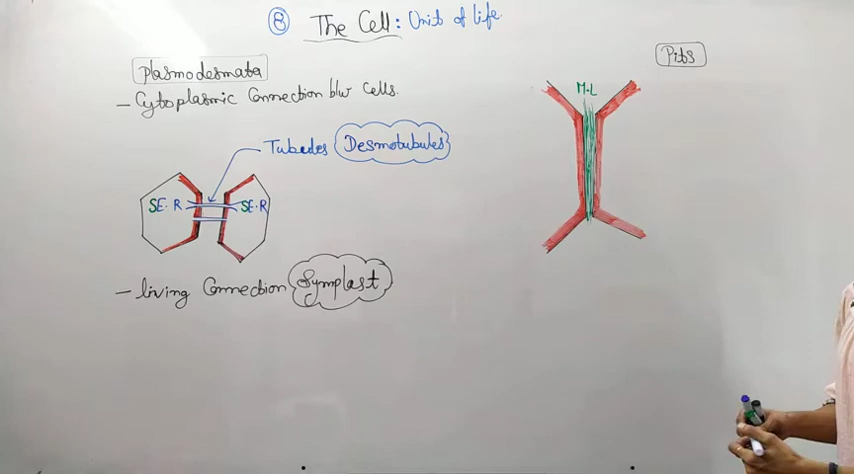 8 The Cell: Unit of life.
Plasmodesmata
- Cytoplasmic Connection b/w Cells.
Tubules Desmotubules
SE.R SE.R
- living Connection Symplast
Pits
M.L